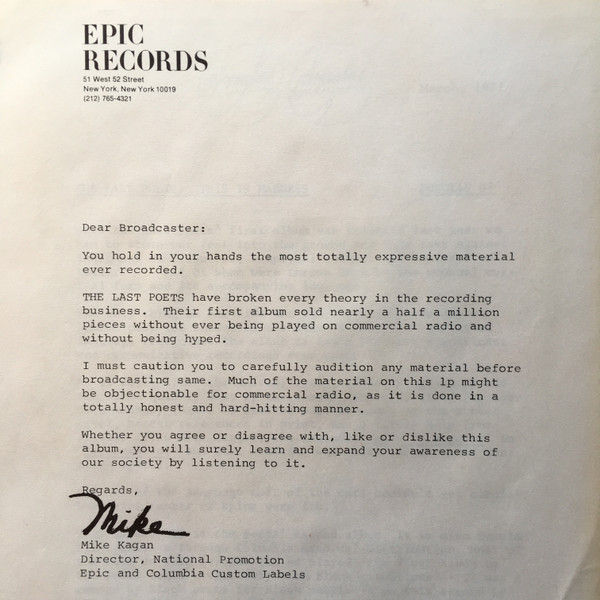 EPIC
RECORDS
51 West 52 Street
New York, New York 10019
(212) 765-4321
Dear Broadcaster:
You hold in your hands the most totally expressive material
ever recorded.
THE LAST POETS have broken every theory in the recording
business. Their first album sold nearly a half a million
pieces without ever being played on commercial radio and
without being hyped.
I must caution you to carefully audition any material before
broadcasting same. Much of the material on this lp might
be objectionable for commercial radio, as it is done in a
totally honest and hard-hitting manner.
Whether you agree or disagree with, like or dislike this
album, you will surely learn and expand your awareness of
our society by listening to it.
Regards,
Mike
Mike Kagan
Director, National Promotion
Epic and Columbia Custom Labels